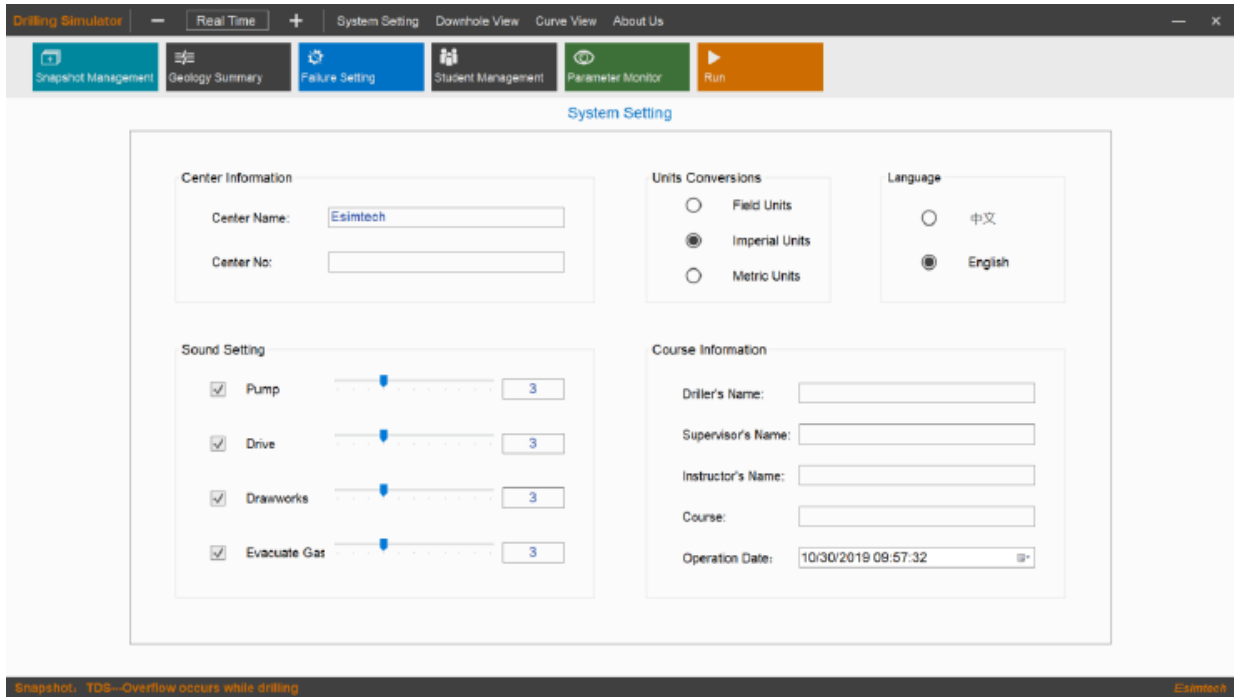 Drilling Simulator − Real Time + System Setting Downhole View Curve View About Us
Snapshot Management Geology Summary Failure Setting Student Management Parameter Monitor Run
System Setting
Center Information
Center Name: Esimtech
Center No:
Units Conversions
Field Units
Imperial Units
Metric Units
Language
中文
English
Sound Setting
Pump 3
Drive 3
Drawworks 3
Evacuate Gas 3
Course Information
Driller's Name:
Supervisor's Name:
Instructor's Name:
Course:
Operation Date: 10/30/2019 09:57:32
Snapshot: TDS---Overflow occurs while drilling
Esimtech